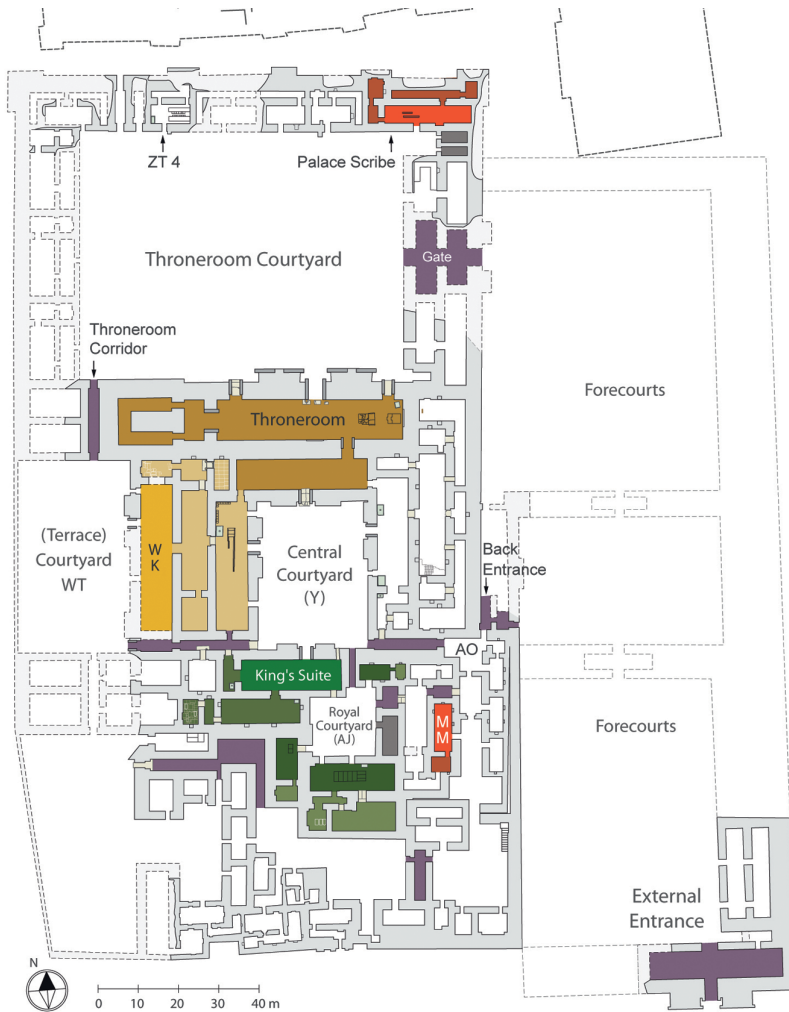 ZT 4
Palace Scribe
Throneroom Courtyard
Gate
Throneroom
Corridor
Forecourts
Throneroom
(Terrace)
Courtyard
WT
W
K
Central
Courtyard
(Y)
Back
Entrance
AO
King's Suite
Royal
Courtyard
(AJ)
M
M
Forecourts
External
Entrance
N
0 10 20 30 40 m